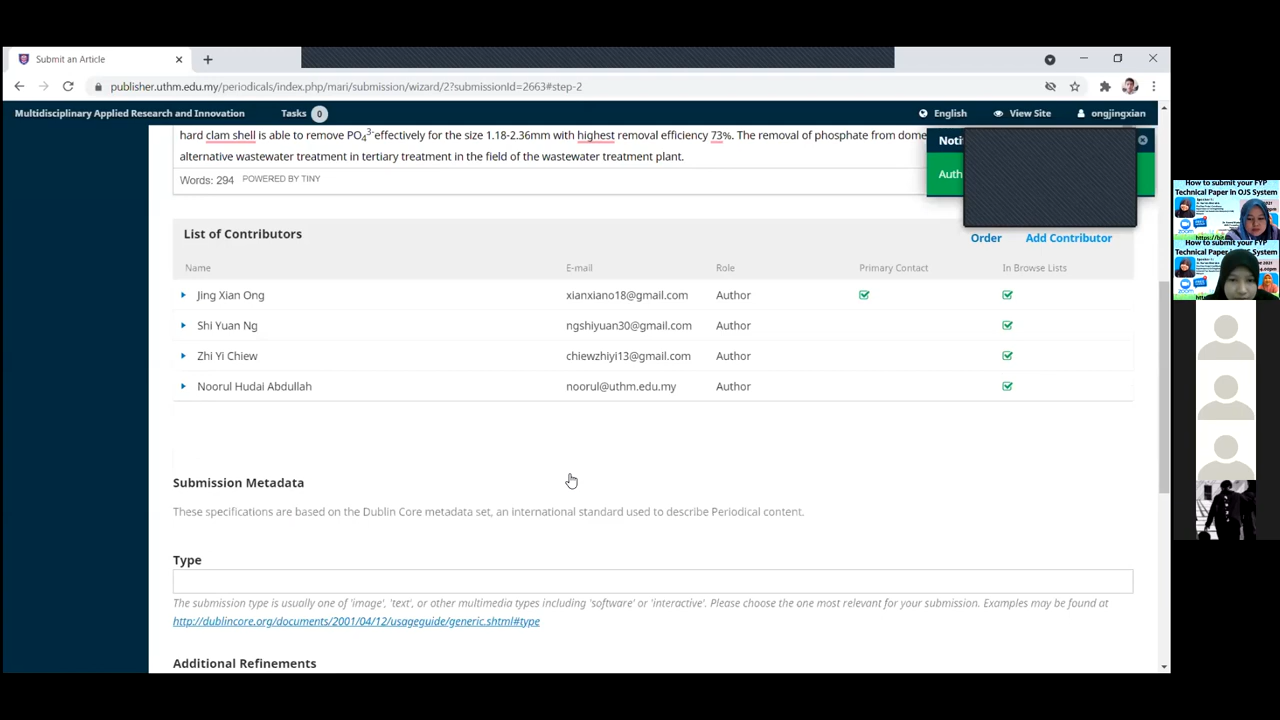 Submit an Article
publisher.uthm.edu.my/periodicals/index.php/mari/submission/wizard/2?submissionId=2663#step-2
Multidisciplinary Applied Research and Innovation Tasks 0 English View Site ongjingxian
hard clam shell is able to remove PO4 3- effectively for the size 1.18-2.36mm with highest removal efficiency 73%. The removal of phosphate from dome
alternative wastewater treatment in tertiary treatment in the field of the wastewater treatment plant.
Words: 294 POWERED BY TINY
Noti
Auth
List of Contributors
Order Add Contributor
Name E-mail Role Primary Contact In Browse Lists
Jing Xian Ong xianxiano18@gmail.com Author
Shi Yuan Ng ngshiyuan30@gmail.com Author
Zhi Yi Chiew chiewzhiyi13@gmail.com Author
Noorul Hudai Abdullah noorul@uthm.edu.my Author
Submission Metadata
These specifications are based on the Dublin Core metadata set, an international standard used to describe Periodical content.
Type
The submission type is usually one of 'image', 'text', or other multimedia types including 'software' or 'interactive'. Please choose the one most relevant for your submission. Examples may be found at
http://dublincore.org/documents/2001/04/12/usageguide/generic.shtml#type
Additional Refinements
How to submit your FYP
Technical Paper in OJS System
How to submit your FYP
Technical Paper in OJS System